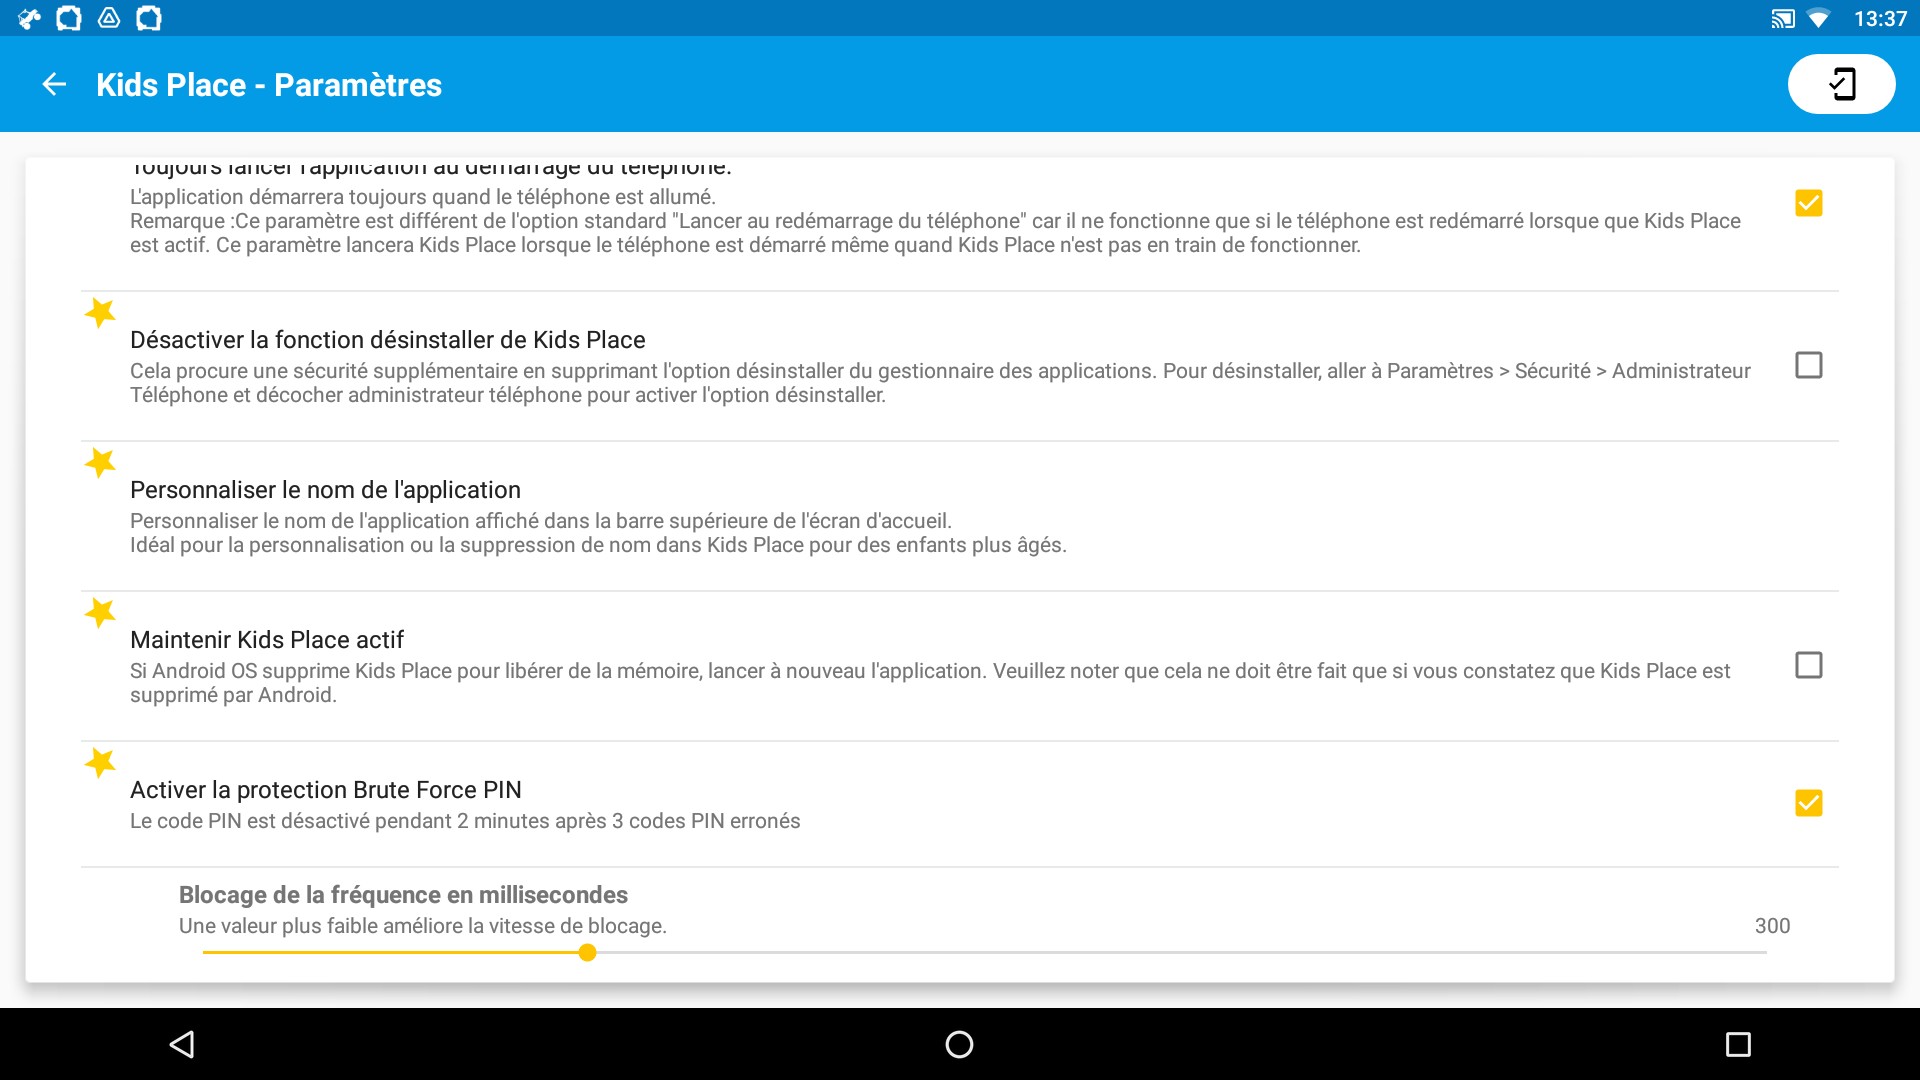 13:37
Kids Place - Paramètres
Toujours lancer l'application au démarrage du téléphone.
L'application démarrera toujours quand le téléphone est allumé.
Remarque :Ce paramètre est différent de l'option standard "Lancer au redémarrage du téléphone" car il ne fonctionne que si le téléphone est redémarré lorsque que Kids Place
est actif. Ce paramètre lancera Kids Place lorsque le téléphone est démarré même quand Kids Place n'est pas en train de fonctionner.
Désactiver la fonction désinstaller de Kids Place
Cela procure une sécurité supplémentaire en supprimant l'option désinstaller du gestionnaire des applications. Pour désinstaller, aller à Paramètres > Sécurité > Administrateur
Téléphone et décocher administrateur téléphone pour activer l'option désinstaller.
Personnaliser le nom de l'application
Personnaliser le nom de l'application affiché dans la barre supérieure de l'écran d'accueil.
Idéal pour la personnalisation ou la suppression de nom dans Kids Place pour des enfants plus âgés.
Maintenir Kids Place actif
Si Android OS supprime Kids Place pour libérer de la mémoire, lancer à nouveau l'application. Veuillez noter que cela ne doit être fait que si vous constatez que Kids Place est
supprimé par Android.
Activer la protection Brute Force PIN
Le code PIN est désactivé pendant 2 minutes après 3 codes PIN erronés
Blocage de la fréquence en millisecondes
Une valeur plus faible améliore la vitesse de blocage.
300